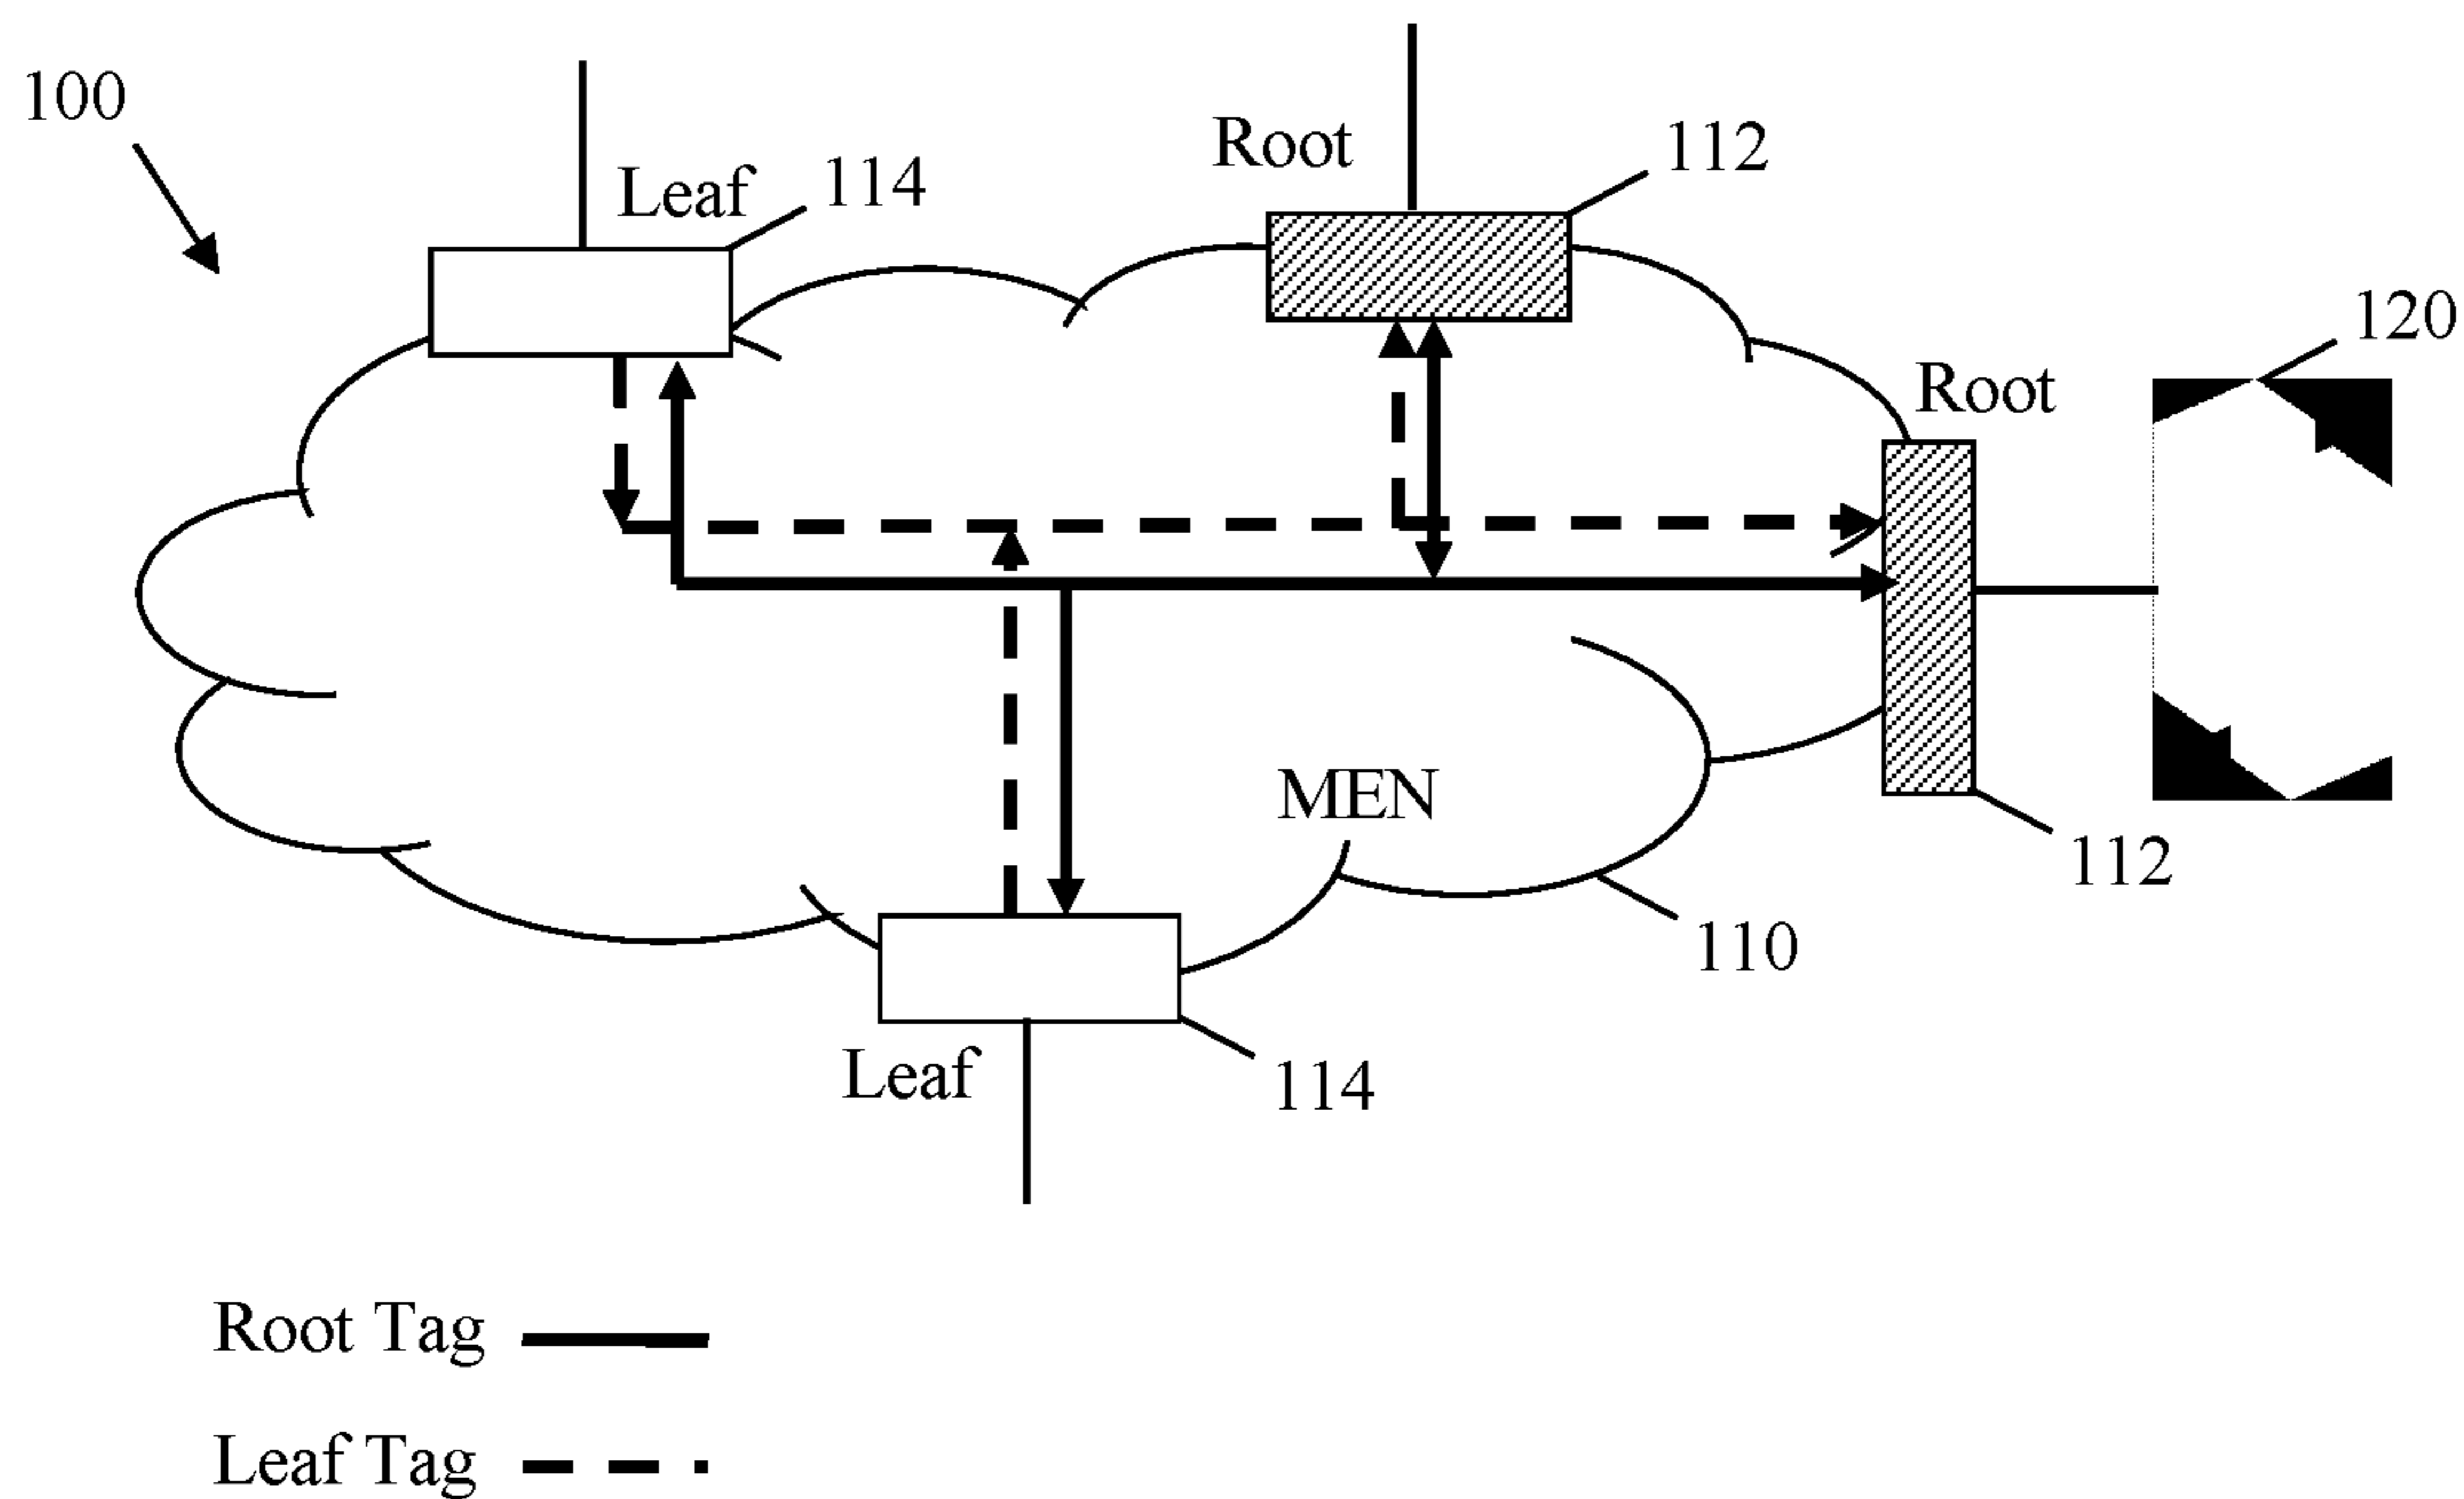 100
Leaf
114
Root
112
120
Root
MEN
112
110
Leaf
114
Root Tag
Leaf Tag